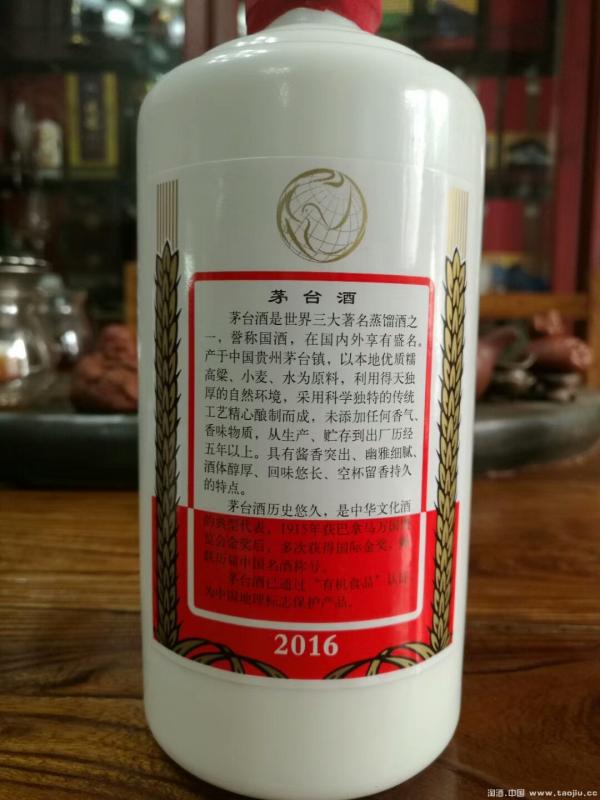 茅台酒
茅台酒是世界三大著名蒸馏酒之
一，誉称国酒，在国内外享有盛名。
产于中国贵州茅台镇，以本地优质糯
高粱、小麦、水为原料，利用得天独
厚的自然环境，采用科学独特的传统
工艺精心酿制而成，未添加任何香气、
香味物质，从生产、贮存到出厂历经
五年以上。具有酱香突出、幽雅细腻、
酒体醇厚、回味悠长、空杯留香持久
的特点。
茅台酒历史悠久，是中华文化酒
的典型代表，1915年获巴拿马万国博
览会金奖后，多次获得国际金奖，蝉
联历届中国名酒称号。
茅台酒已通过“有机食品”认证，
为中国地理标志保护产品。
2016
淘酒.中国 www.taojiu.cc